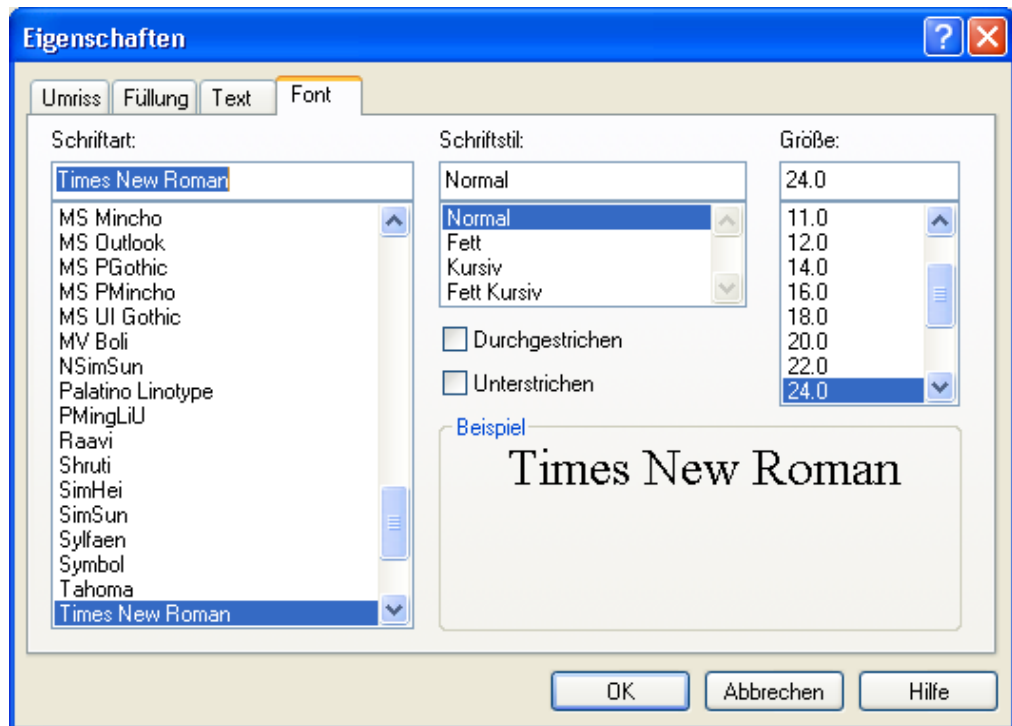 Eigenschaften
Umriss Füllung Text Font
Schriftart:
Times New Roman
MS Mincho
MS Outlook
MS PGothic
MS PMincho
MS UI Gothic
MV Boli
NSimSun
Palatino Linotype
PMingLiU
Raavi
Shruti
SimHei
SimSun
Sylfaen
Symbol
Tahoma
Times New Roman
Schriftstil:
Normal
Normal
Fett
Kursiv
Fett Kursiv
Durchgestrichen
Unterstrichen
Größe:
24.0
11.0
12.0
14.0
16.0
18.0
20.0
22.0
24.0
Beispiel
Times New Roman
OK Abbrechen Hilfe